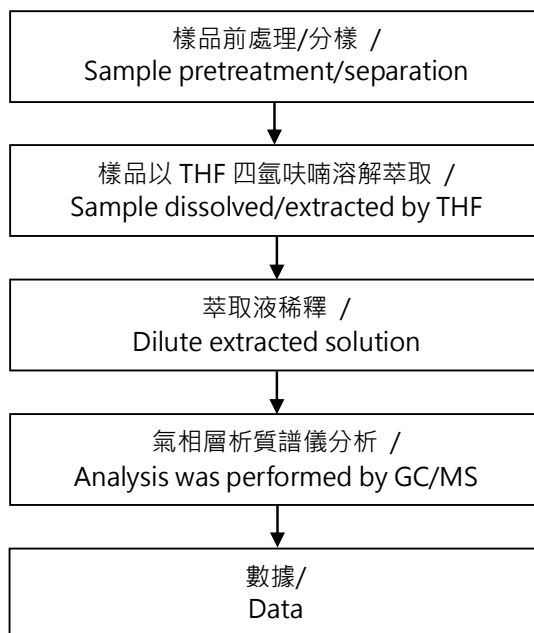 樣品前處理/分樣 /
Sample pretreatment/separation
樣品以 THF 四氫呋喃溶解萃取 /
Sample dissolved/extracted by THF
萃取液稀釋 /
Dilute extracted solution
氣相層析質譜儀分析 /
Analysis was performed by GC/MS
數據/
Data